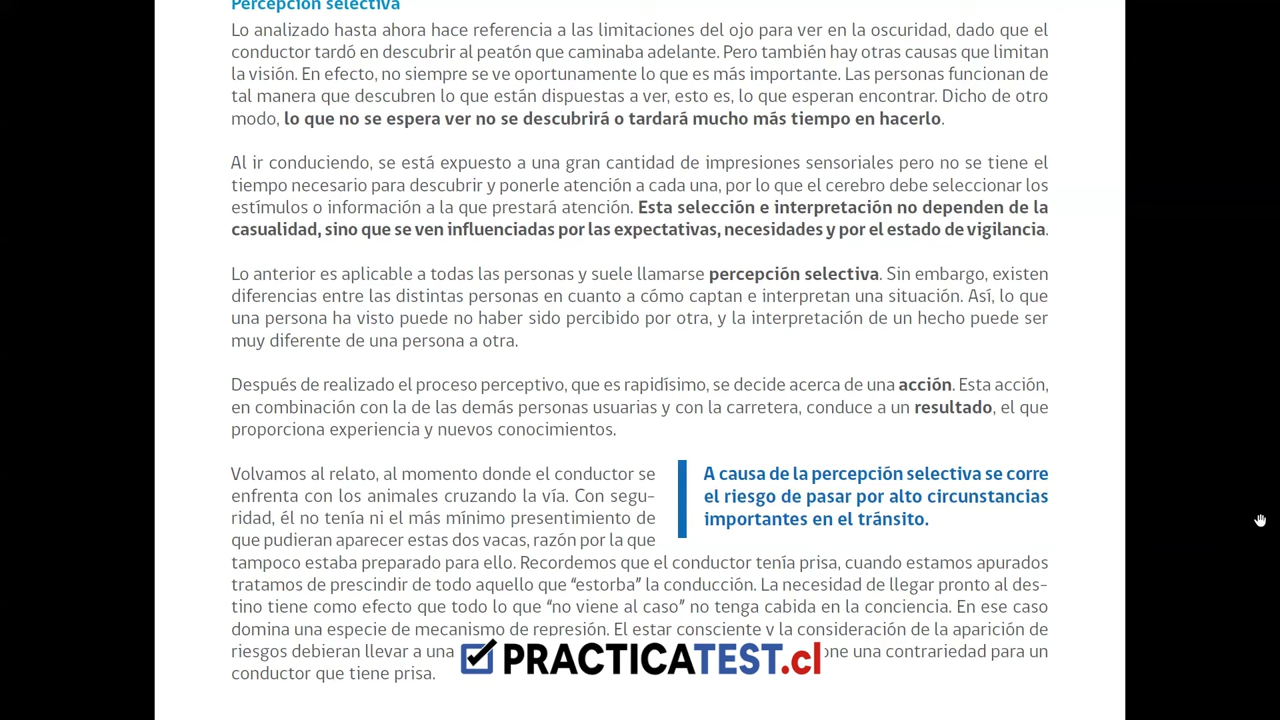 Percepción selectiva
Lo analizado hasta ahora hace referencia a las limitaciones del ojo para ver en la oscuridad, dado que el
conductor tardó en descubrir al peatón que caminaba adelante. Pero también hay otras causas que limitan
la visión. En efecto, no siempre se ve oportunamente lo que es más importante. Las personas funcionan de
tal manera que descubren lo que están dispuestas a ver, esto es, lo que esperan encontrar. Dicho de otro
modo, lo que no se espera ver no se descubrirá o tardará mucho más tiempo en hacerlo.
Al ir conduciendo, se está expuesto a una gran cantidad de impresiones sensoriales pero no se tiene el
tiempo necesario para descubrir y ponerle atención a cada una, por lo que el cerebro debe seleccionar los
estímulos o información a la que prestará atención. Esta selección e interpretación no dependen de la
casualidad, sino que se ven influenciadas por las expectativas, necesidades y por el estado de vigilancia.
Lo anterior es aplicable a todas las personas y suele llamarse percepción selectiva. Sin embargo, existen
diferencias entre las distintas personas en cuanto a cómo captan e interpretan una situación. Así, lo que
una persona ha visto puede no haber sido percibido por otra, y la interpretación de un hecho puede ser
muy diferente de una persona a otra.
Después de realizado el proceso perceptivo, que es rapidísimo, se decide acerca de una acción. Esta acción,
en combinación con la de las demás personas usuarias y con la carretera, conduce a un resultado, el que
proporciona experiencia y nuevos conocimientos.
Volvamos al relato, al momento donde el conductor se
enfrenta con los animales cruzando la vía. Con segu-
ridad, él no tenía ni el más mínimo presentimiento de
que pudieran aparecer estas dos vacas, razón por la que
A causa de la percepción selectiva se corre
el riesgo de pasar por alto circunstancias
importantes en el tránsito.
tampoco estaba preparado para ello. Recordemos que el conductor tenía prisa, cuando estamos apurados
tratamos de prescindir de todo aquello que “estorba” la conducción. La necesidad de llegar pronto al des-
tino tiene como efecto que todo lo que “no viene al caso” no tenga cabida en la conciencia. En ese caso
domina una especie de mecanismo de represión. El estar consciente y la consideración de la aparición de
riesgos debieran llevar a una one una contrariedad para un
conductor que tiene prisa.
PRACTICATEST.cl